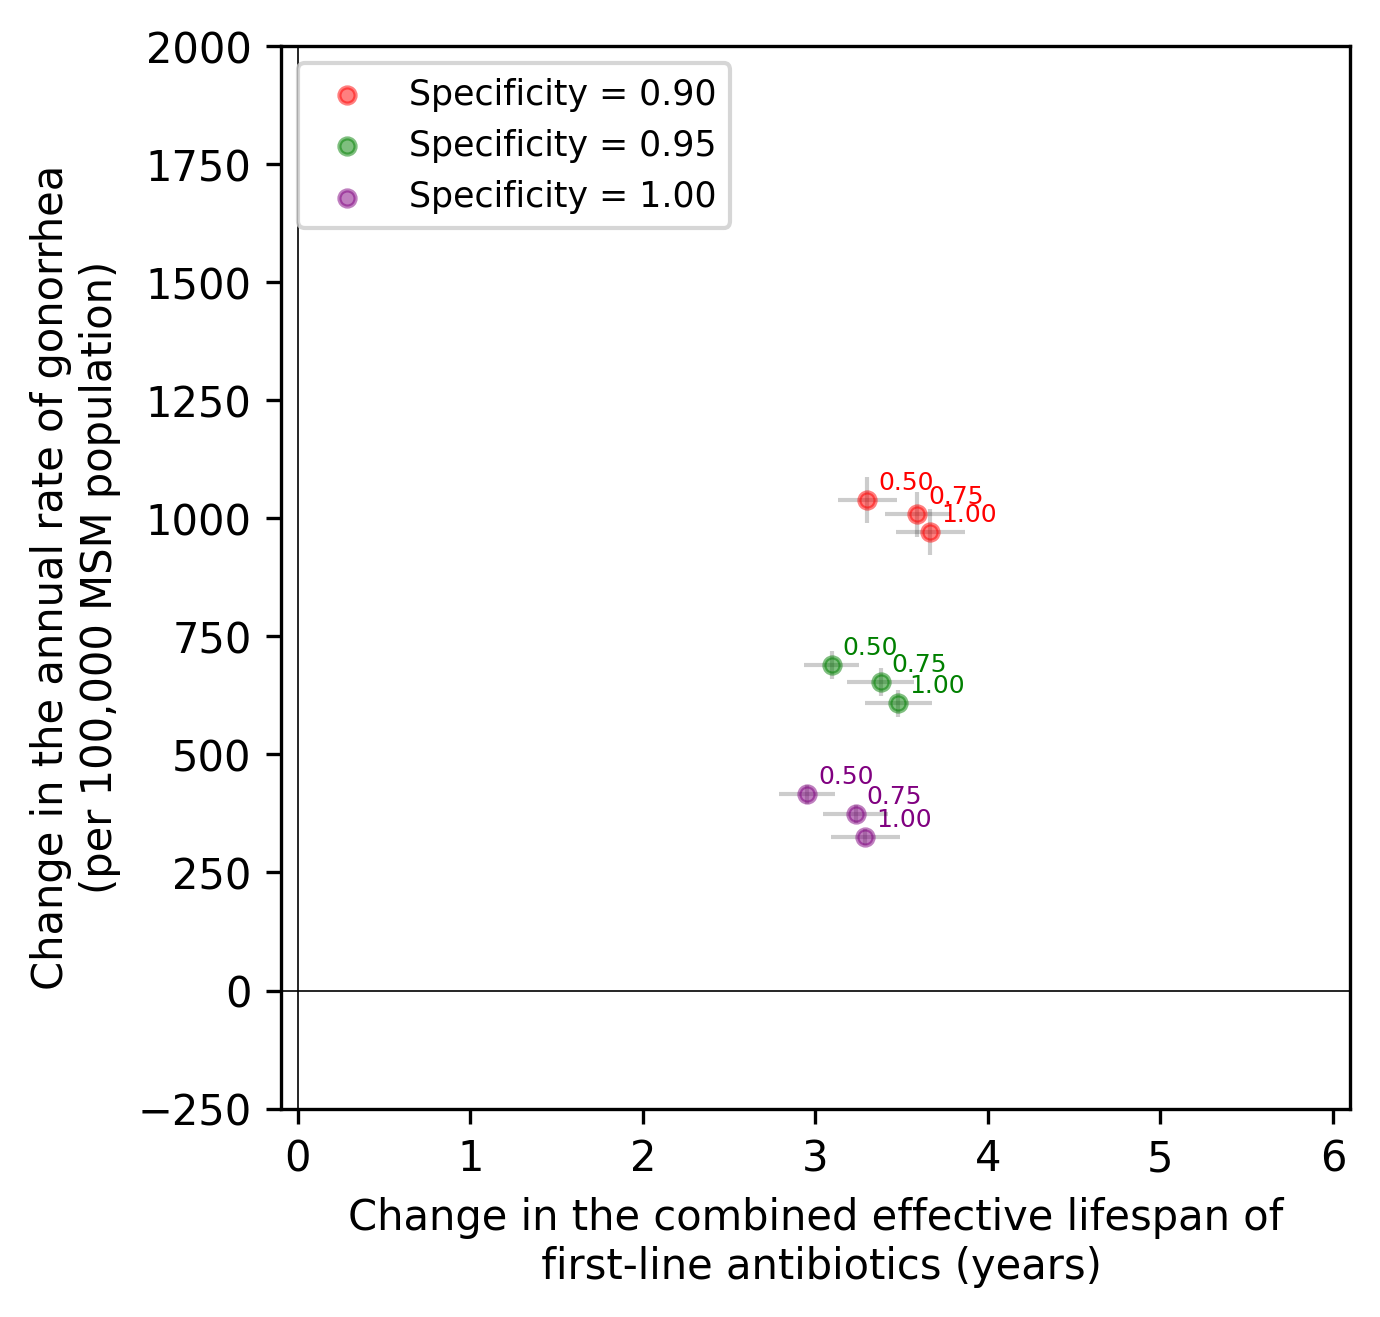 2000
1750
1500
1250
1000
750
500
250
0
−250
Change in the annual rate of gonorrhea
(per 100,000 MSM population)
Specificity = 0.90
Specificity = 0.95
Specificity = 1.00
0.50
0.75
1.00
0.50
0.75
1.00
0.50
0.75
1.00
0 1 2 3 4 5 6
Change in the combined effective lifespan of
first-line antibiotics (years)